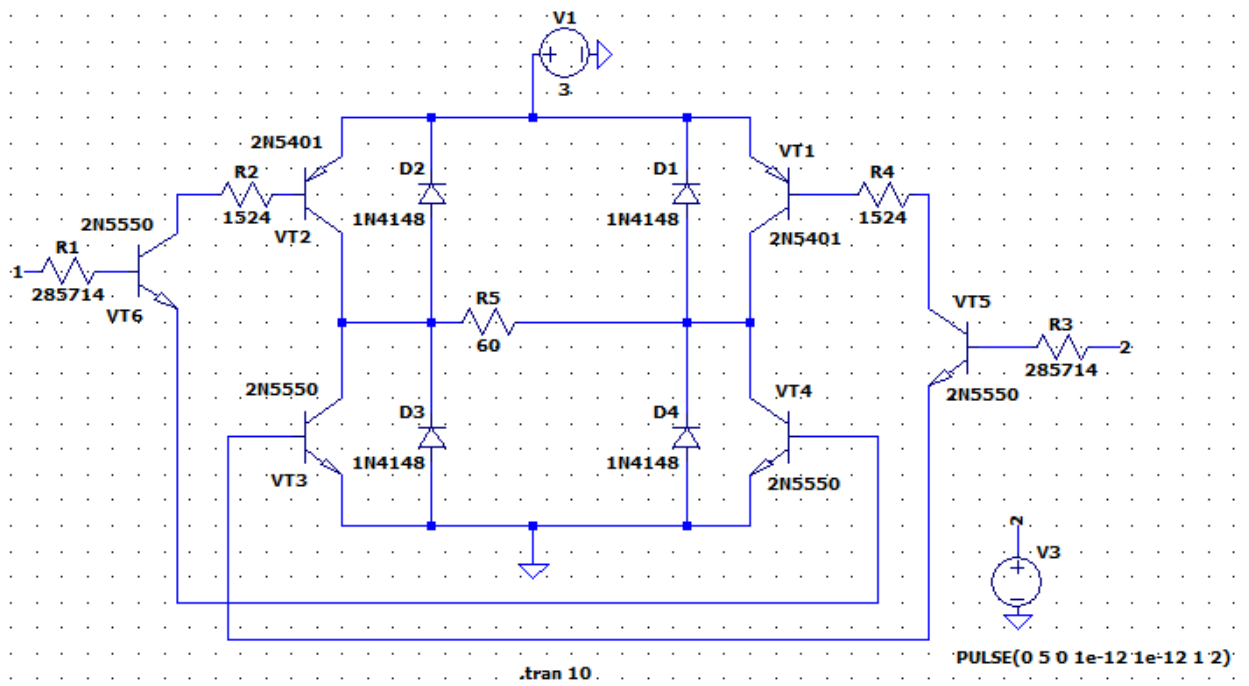 V1
3
2N5401
R2
1524
VT2
D2
1N4148
D1
1N4148
VT1
2N5401
R4
1524
2N5550
R1
1
285714
VT6
R5
60
VT5
R3
2
285714
2N5550
2N5550
VT3
D3
1N4148
D4
1N4148
VT4
2N5550
2
V3
PULSE(0 5 0 1e-12 1e-12 1 2)
.tran 10